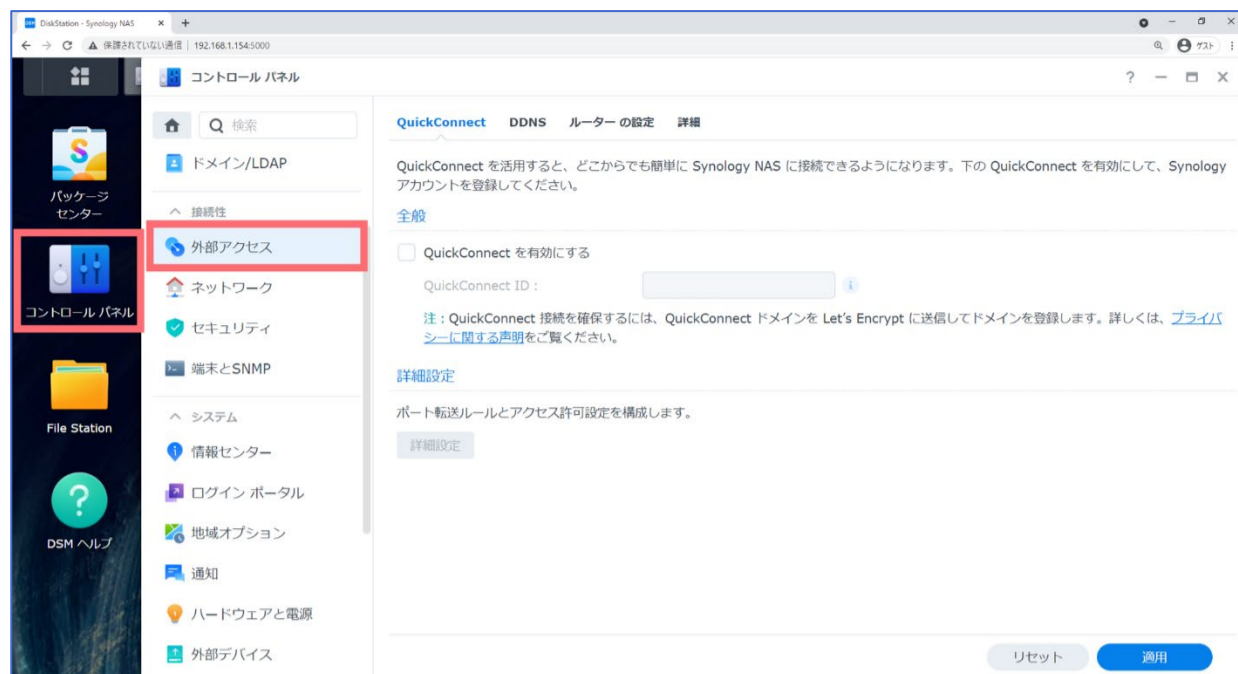 DiskStation - Synology NAS
保護されていない通信 | 192.168.1.154:5000
ゲスト
コントロール パネル
検索
ドメイン/LDAP
接続性
外部アクセス
ネットワーク
セキュリティ
端末とSNMP
システム
情報センター
ログイン ポータル
地域オプション
通知
ハードウェアと電源
外部デバイス
パッケージ
センター
コントロール パネル
File Station
DSM ヘルプ
QuickConnect DDNS ルーター の設定 詳細
QuickConnect を活用すると、どこからでも簡単に Synology NAS に接続できるようになります。下の QuickConnect を有効にして、Synology
アカウントを登録してください。
全般
QuickConnect を有効にする
QuickConnect ID :
注：QuickConnect 接続を確保するには、QuickConnect ドメインを Let's Encrypt に送信してドメインを登録します。詳しくは、プライバ
シーに関する声明をご覧ください。
詳細設定
ポート転送ルールとアクセス許可設定を構成します。
詳細設定
リセット
適用